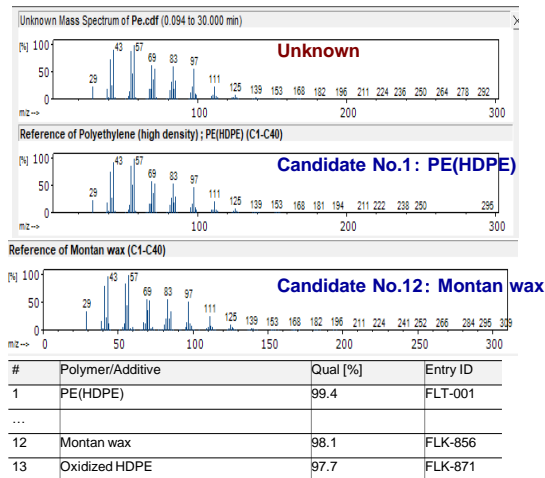 Unknown Mass Spectrum of Pe.cdf (0.094 to 30.000 min)
[%] 100 43 57 Unknown
69 83 97
50 29 111 125 139 153 168 182 196 211 224 236 250 264 278 292
0
m/z --> 100 200 300
Reference of Polyethylene (high density) ; PE(HDPE) (C1-C40)
[%] 100 43 57 Candidate No.1: PE(HDPE)
69 83 97
50 29 111 125 139 153 168 181 194 211 222 238 250 295
0
m/z --> 100 200 300
Reference of Montan wax (C1-C40)
[%] 100 43 57 Candidate No.12: Montan wax
69 83 97
50 29 111 125 139 153 168 182 196 211 224 241 252 266 284 295 309
m/z --> 0 50 100 150 200 250 300
# Polymer/Additive Qual [%] Entry ID
1 PE(HDPE) 99.4 FLT-001
...
12 Montan wax 98.1 FLK-856
13 Oxidized HDPE 97.7 FLK-871